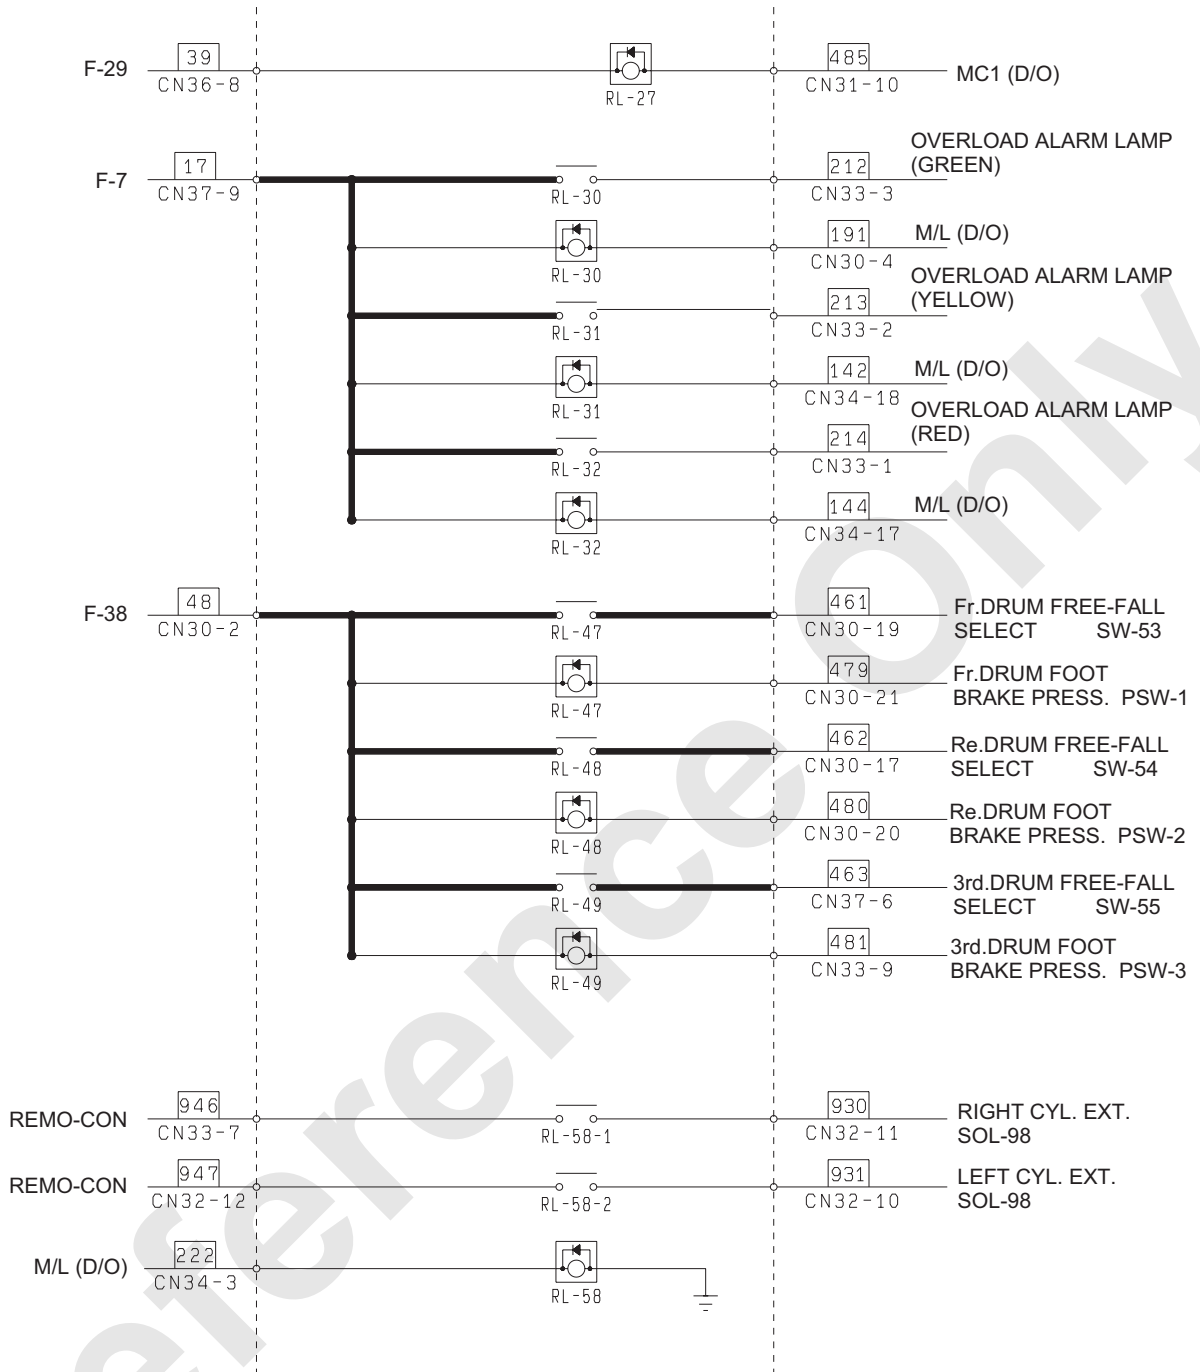 39
485
F-29
CN36-8
RL-27
CN31-10
MC1 (D/O)
OVERLOAD ALARM LAMP
(GREEN)
17
212
F-7
CN37-9
RL-30
CN33-3
191
M/L (D/O)
RL-30
CN30-4
OVERLOAD ALARM LAMP
(YELLOW)
213
RL-31
CN33-2
142
M/L (D/O)
RL-31
CN34-18
OVERLOAD ALARM LAMP
(RED)
214
RL-32
CN33-1
144
M/L (D/O)
RL-32
CN34-17
48
461
F-38
CN30-2
RL-47
CN30-19
Fr.DRUM FREE-FALL
SELECT SW-53
479
RL-47
CN30-21
Fr.DRUM FOOT
BRAKE PRESS. PSW-1
462
RL-48
CN30-17
Re.DRUM FREE-FALL
SELECT SW-54
480
RL-48
CN30-20
Re.DRUM FOOT
BRAKE PRESS. PSW-2
463
RL-49
CN37-6
3rd.DRUM FREE-FALL
SELECT SW-55
481
RL-49
CN33-9
3rd.DRUM FOOT
BRAKE PRESS. PSW-3
946
930
REMO-CON
CN33-7
RL-58-1
CN32-11
RIGHT CYL. EXT.
SOL-98
947
931
REMO-CON
CN32-12
RL-58-2
CN32-10
LEFT CYL. EXT.
SOL-98
222
M/L (D/O)
CN34-3
RL-58
eference Only